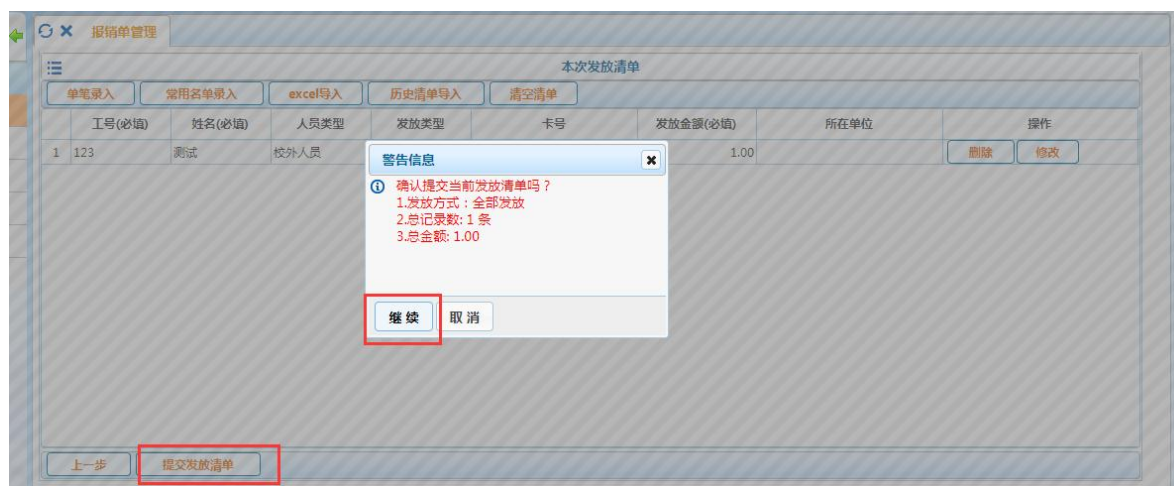 报销单管理
本次发放清单
单笔录入 常用名单录入 excel导入 历史清单导入 清空清单
工号(必填) 姓名(必填) 人员类型 发放类型 卡号 发放金额(必填) 所在单位 操作
1 123 测试 校外人员 1.00 删除 修改
警告信息
确认提交当前发放清单吗？
1.发放方式：全部发放
2.总记录数: 1 条
3.总金额: 1.00
继 续 取 消
上一步 提交发放清单